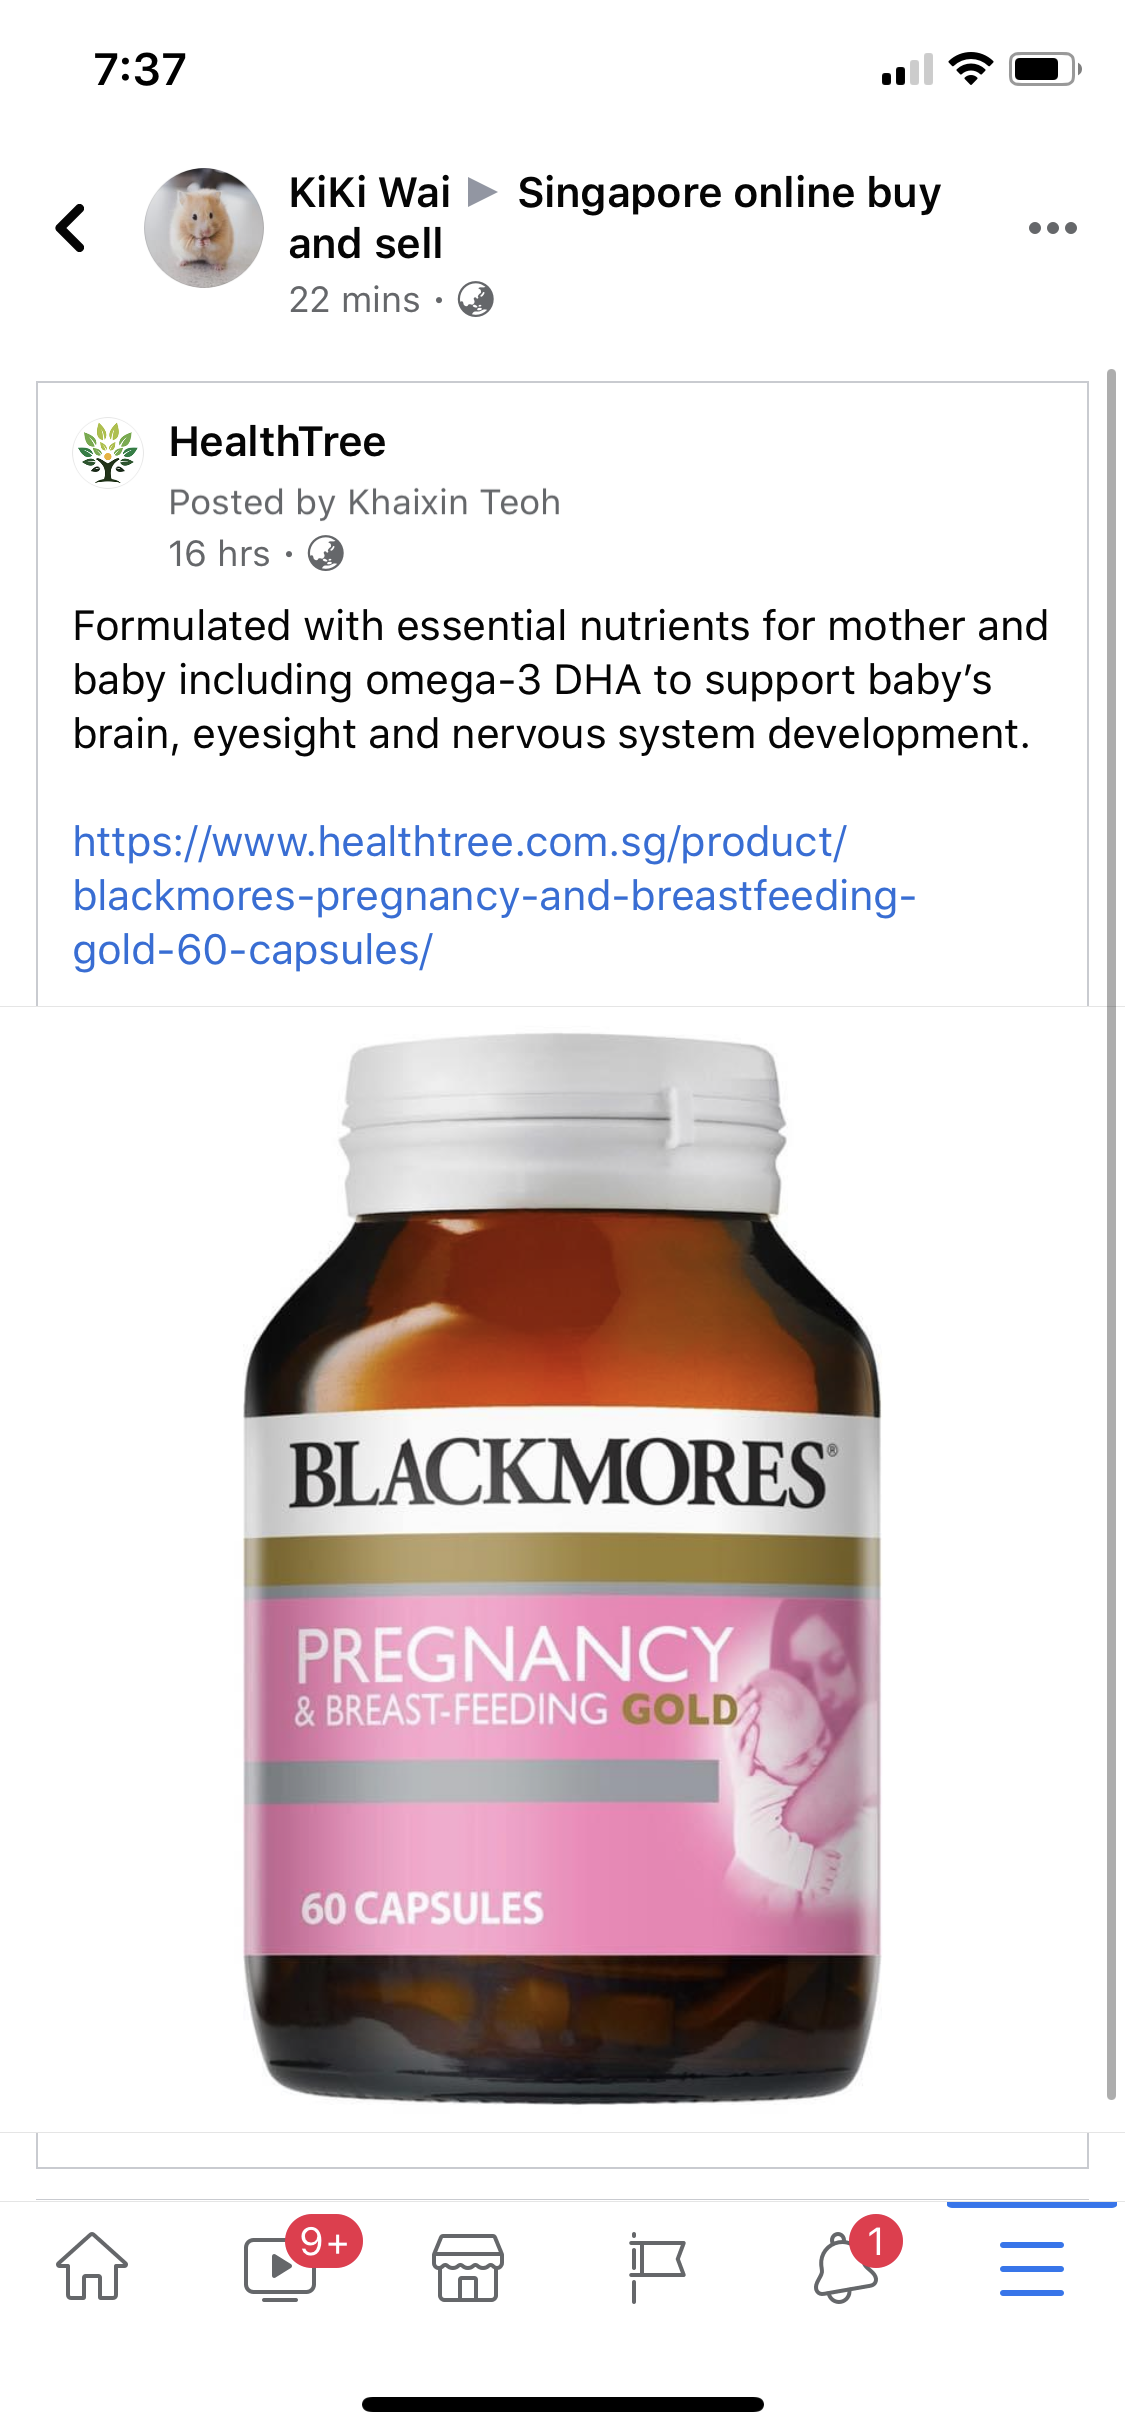 7:37
KiKi Wai ▶ Singapore online buy
and sell
22 mins ·
HealthTree
Posted by Khaixin Teoh
16 hrs ·
Formulated with essential nutrients for mother and
baby including omega-3 DHA to support baby’s
brain, eyesight and nervous system development.
https://www.healthtree.com.sg/product/
blackmores-pregnancy-and-breastfeeding-
gold-60-capsules/
BLACKMORES®
PREGNANCY
& BREAST-FEEDING GOLD
60 CAPSULES
9+
1